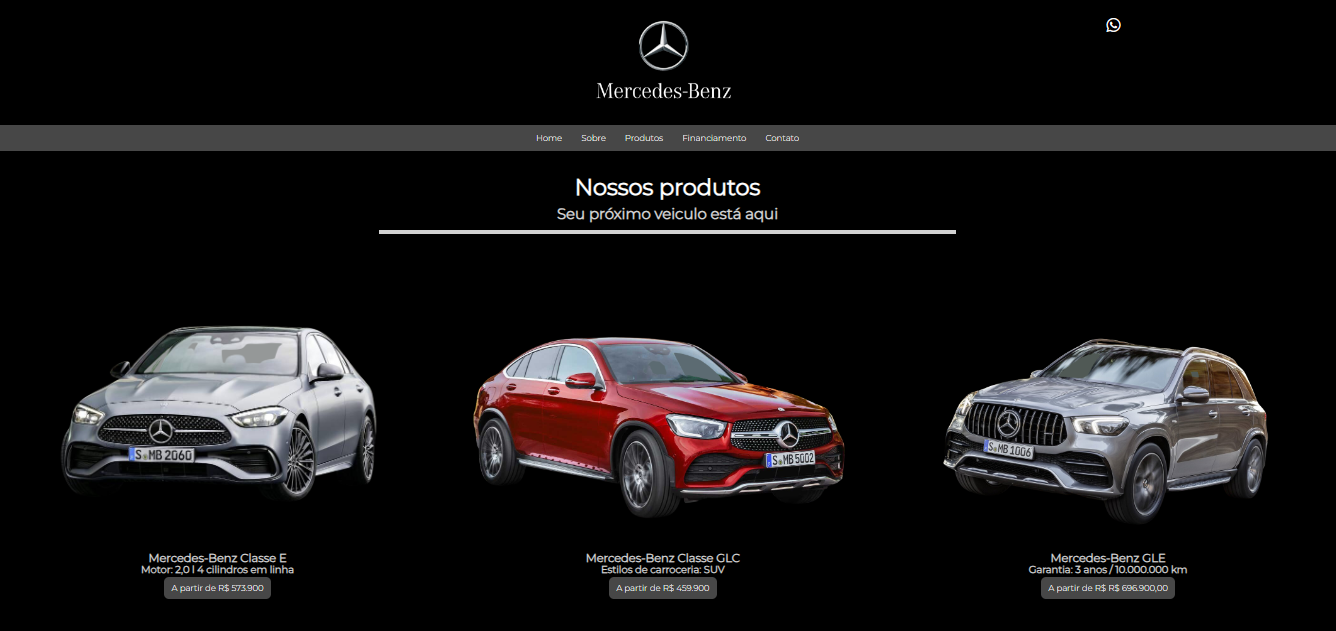 Mercedes-Benz
Home Sobre Produtos Financiamento Contato
Nossos produtos
Seu próximo veiculo está aqui
S MB 2060
S MB 5002
S MB 1006
Mercedes-Benz Classe E
Motor: 2,0 l 4 cilindros em linha
A partir de R$ 573.900
Mercedes-Benz Classe GLC
Estilos de carroceria: SUV
A partir de R$ 459.900
Mercedes-Benz GLE
Garantia: 3 anos / 10.000.000 km
A partir de R$ R$ 696.900,00